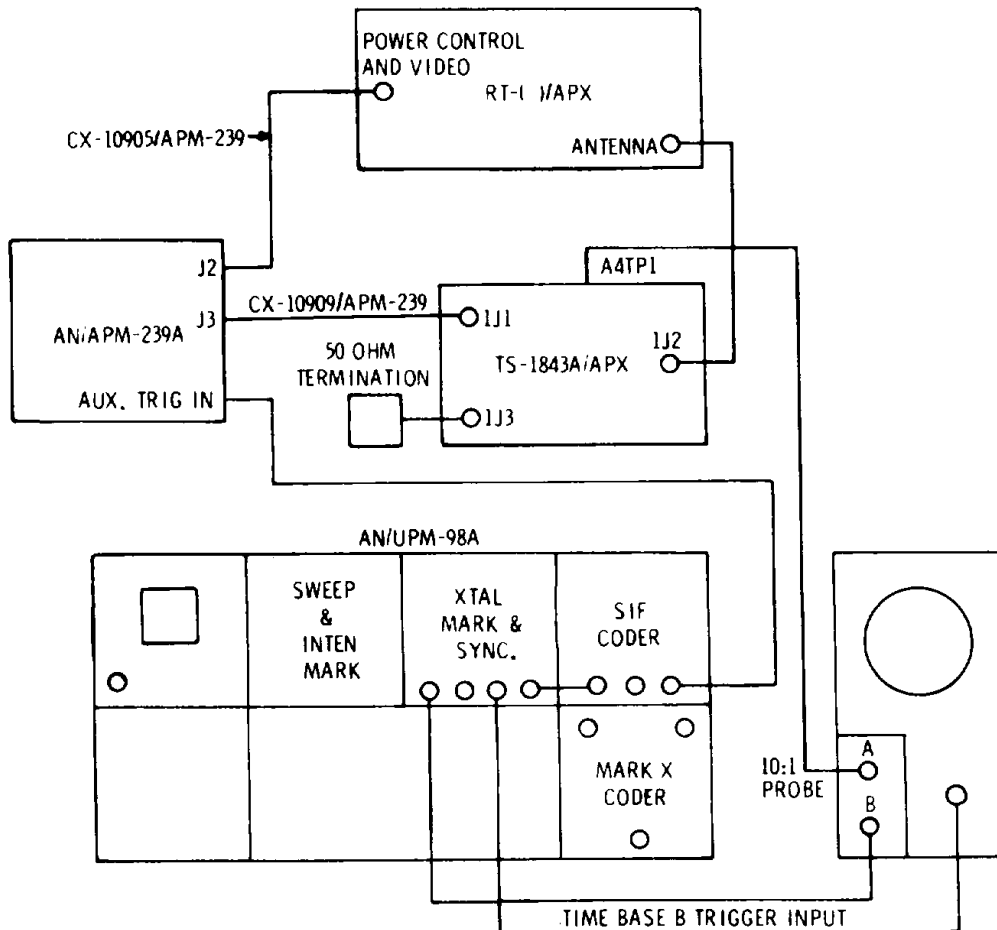 POWER CONTROL
AND VIDEO
RT-( )/APX
CX-10905/APM-239
ANTENNA
J2
A4TP1
J3
CX-10909/APM-239
1J1
AN/APM-239A
1J2
50 OHM
TERMINATION
TS-1843A/APX
AUX. TRIG IN
1J3
AN/UPM-98A
SWEEP
&
INTEN
MARK
XTAL
MARK &
SYNC.
SIF
CODER
MARK X
CODER
10:1
PROBE
A
B
TIME BASE B TRIGGER INPUT